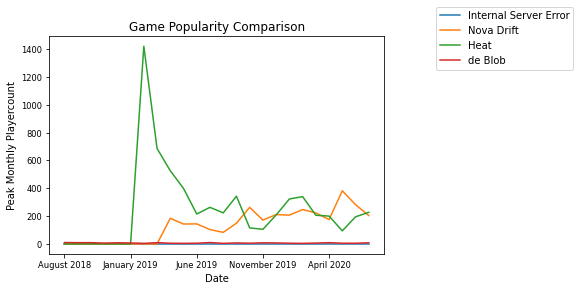 Game Popularity Comparison
Internal Server Error
Nova Drift
Heat
de Blob
Peak Monthly Playercount
1400
1200
1000
800
600
400
200
0
August 2018 January 2019 June 2019 November 2019 April 2020
Date